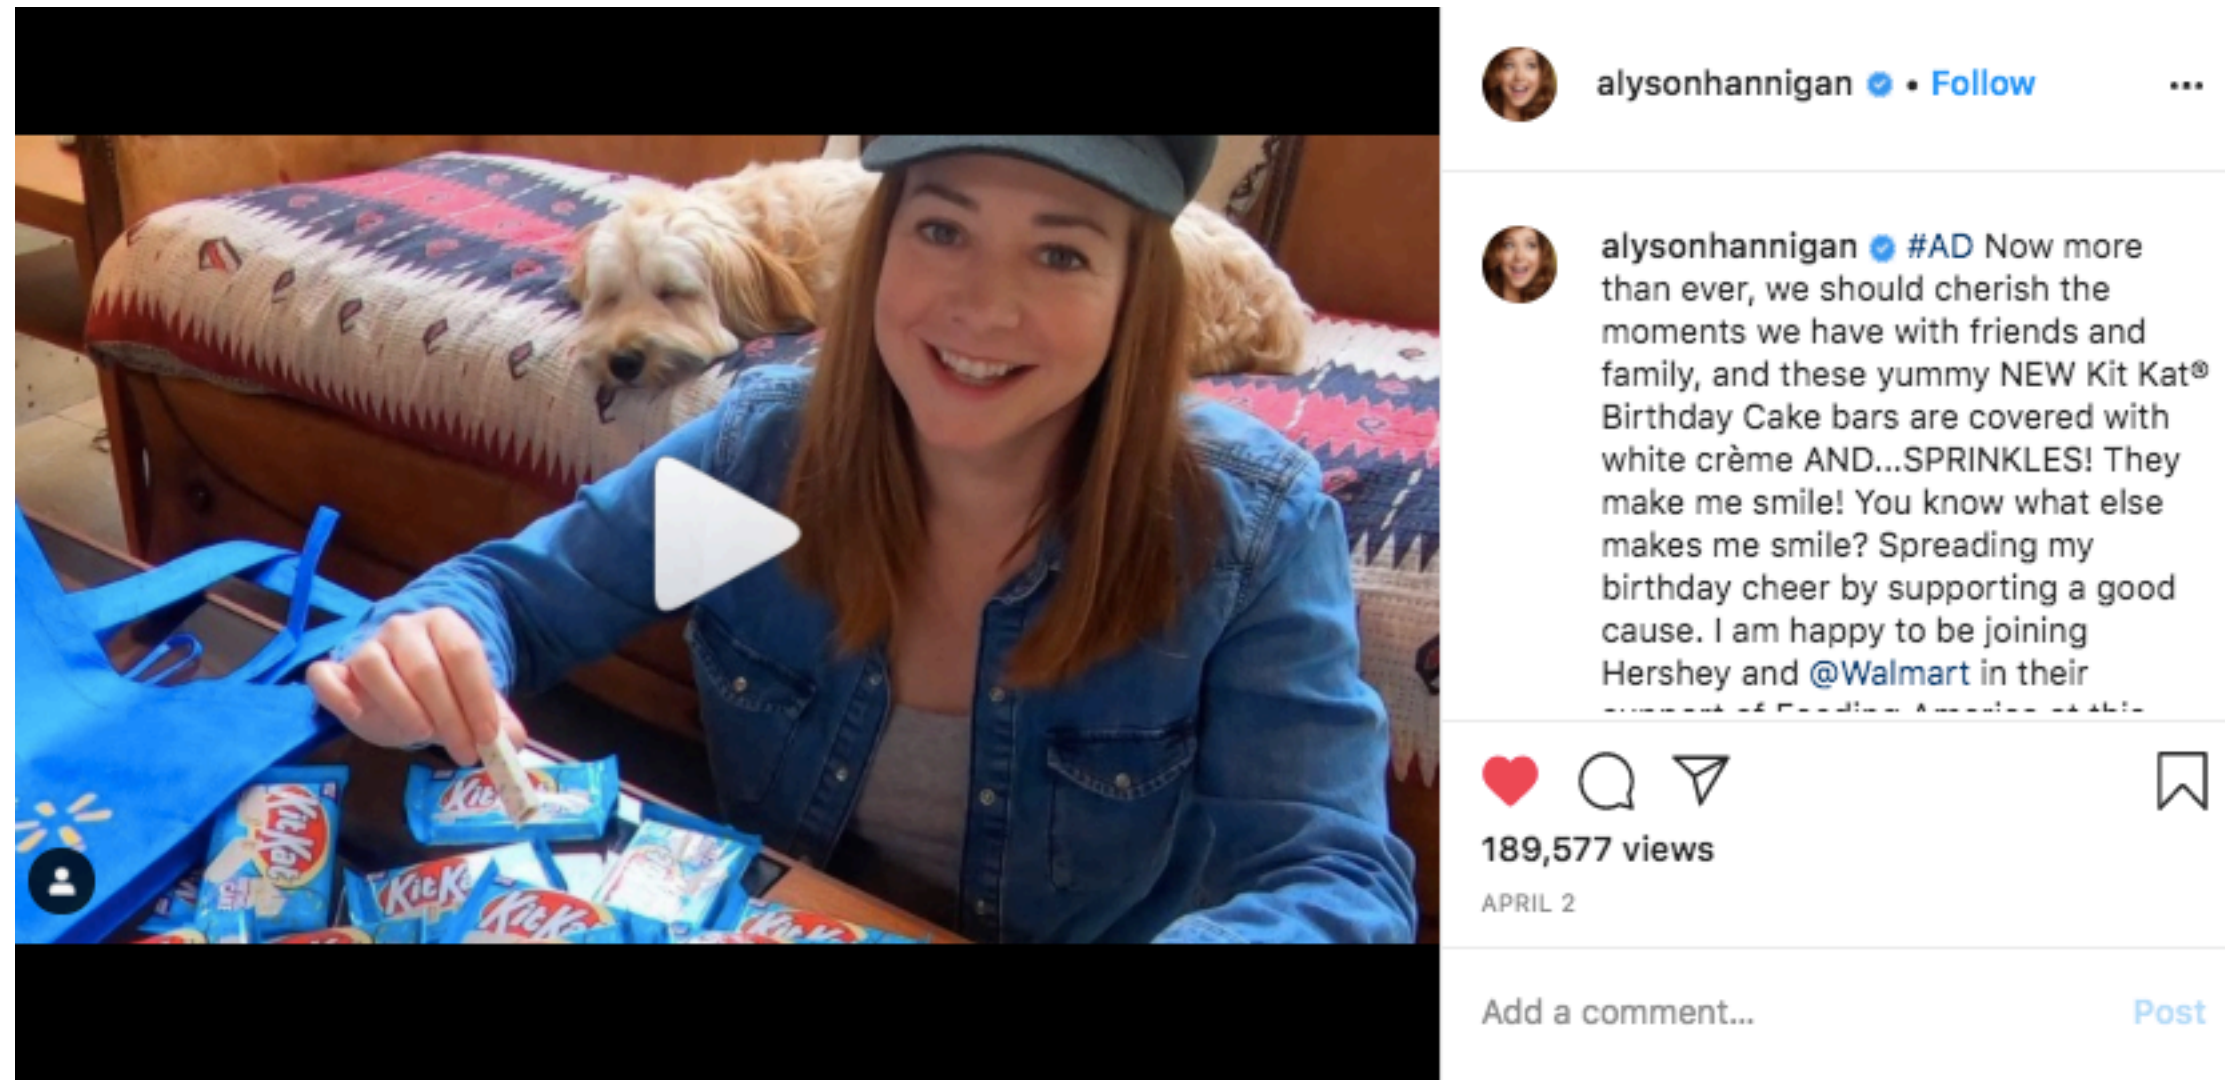 alysonhannigan • Follow
alysonhannigan #AD Now more
than ever, we should cherish the
moments we have with friends and
family, and these yummy NEW Kit Kat®
Birthday Cake bars are covered with
white crème AND...SPRINKLES! They
make me smile! You know what else
makes me smile? Spreading my
birthday cheer by supporting a good
cause. I am happy to be joining
Hershey and @Walmart in their
189,577 views
APRIL 2
Add a comment...
Post
KitKat
KitKat